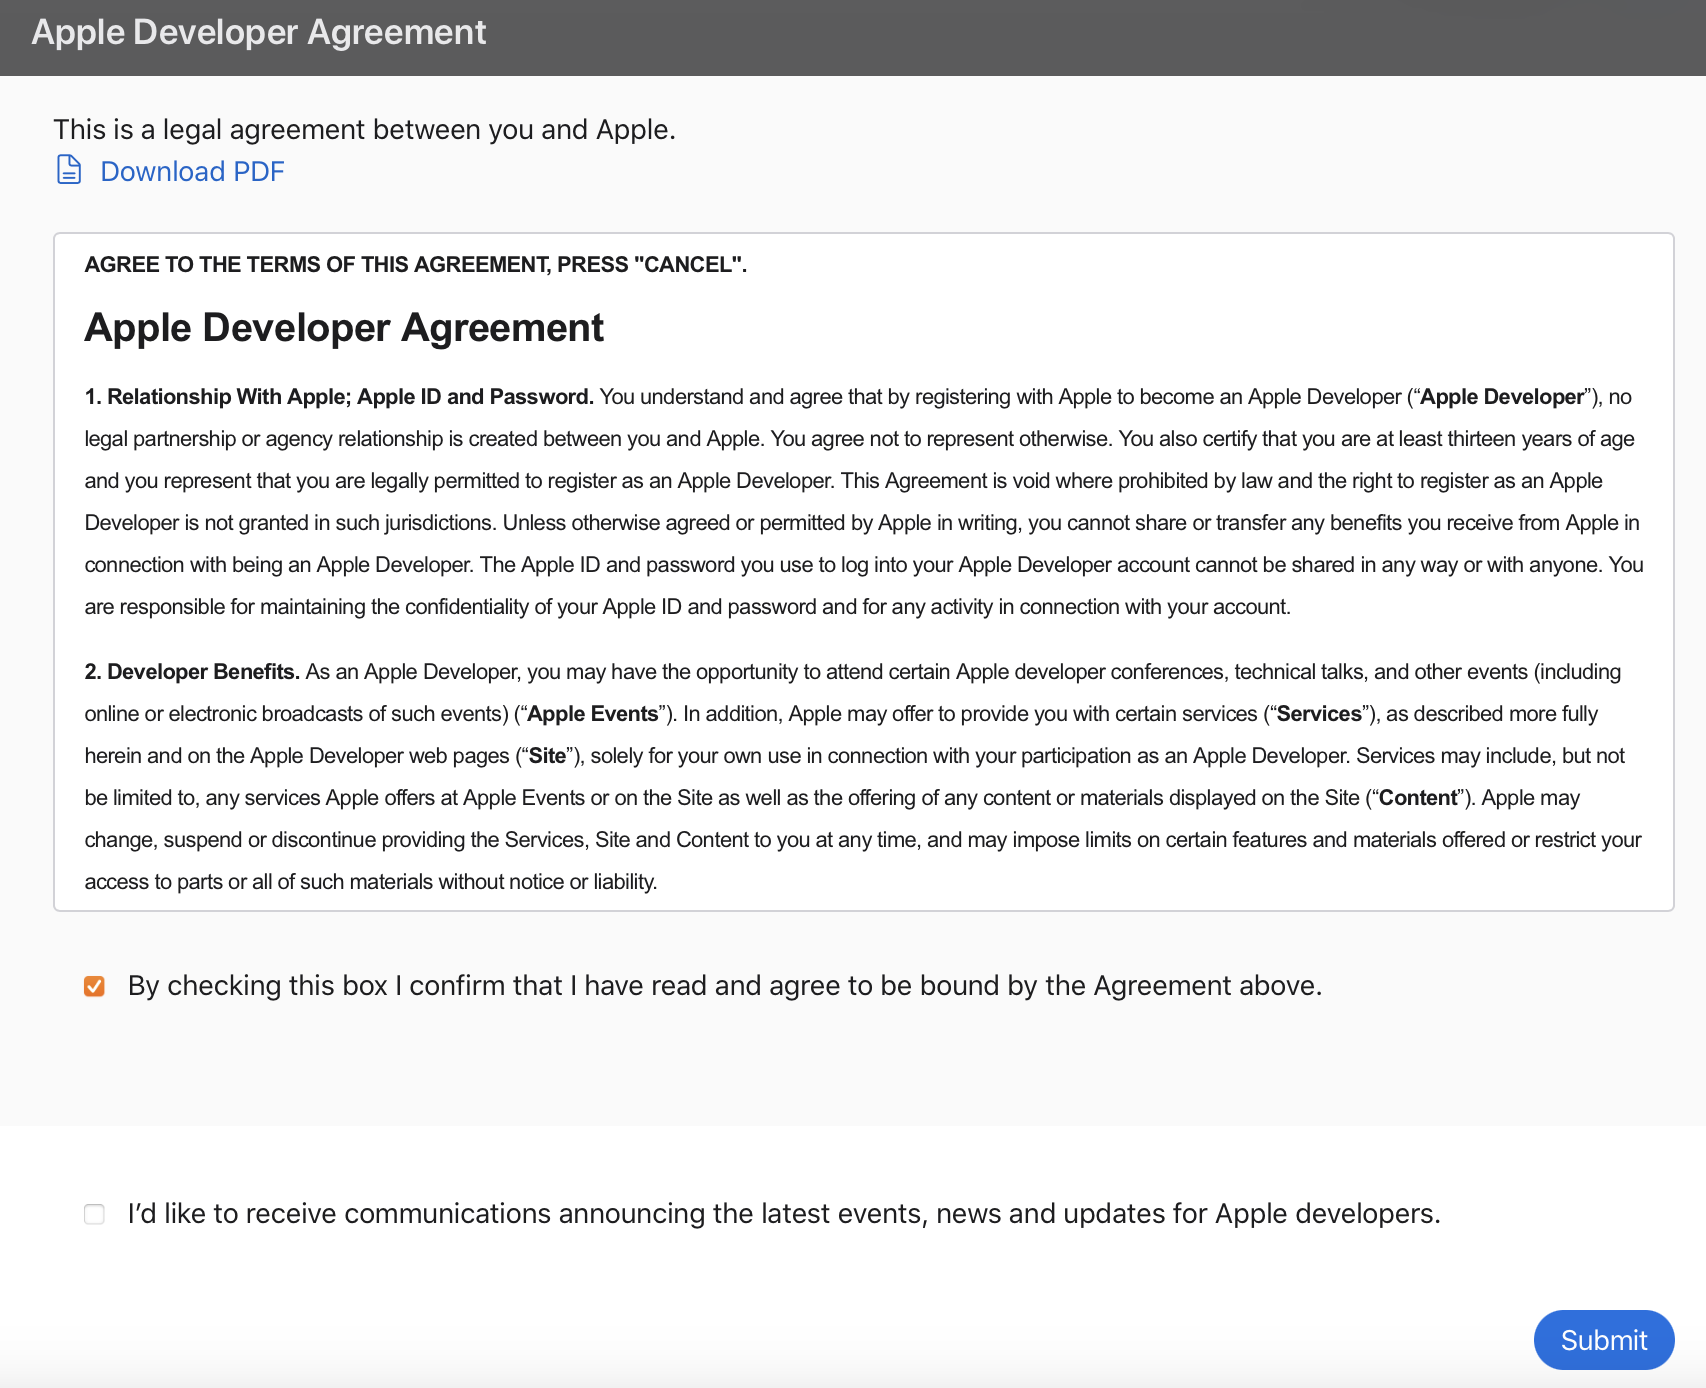 Apple Developer Agreement
This is a legal agreement between you and Apple.
Download PDF
AGREE TO THE TERMS OF THIS AGREEMENT, PRESS "CANCEL".
Apple Developer Agreement
1. Relationship With Apple; Apple ID and Password. You understand and agree that by registering with Apple to become an Apple Developer (“Apple Developer”), no
legal partnership or agency relationship is created between you and Apple. You agree not to represent otherwise. You also certify that you are at least thirteen years of age
and you represent that you are legally permitted to register as an Apple Developer. This Agreement is void where prohibited by law and the right to register as an Apple
Developer is not granted in such jurisdictions. Unless otherwise agreed or permitted by Apple in writing, you cannot share or transfer any benefits you receive from Apple in
connection with being an Apple Developer. The Apple ID and password you use to log into your Apple Developer account cannot be shared in any way or with anyone. You
are responsible for maintaining the confidentiality of your Apple ID and password and for any activity in connection with your account.
2. Developer Benefits. As an Apple Developer, you may have the opportunity to attend certain Apple developer conferences, technical talks, and other events (including
online or electronic broadcasts of such events) (“Apple Events”). In addition, Apple may offer to provide you with certain services (“Services”), as described more fully
herein and on the Apple Developer web pages (“Site”), solely for your own use in connection with your participation as an Apple Developer. Services may include, but not
be limited to, any services Apple offers at Apple Events or on the Site as well as the offering of any content or materials displayed on the Site (“Content”). Apple may
change, suspend or discontinue providing the Services, Site and Content to you at any time, and may impose limits on certain features and materials offered or restrict your
access to parts or all of such materials without notice or liability.
By checking this box I confirm that I have read and agree to be bound by the Agreement above.
I’d like to receive communications announcing the latest events, news and updates for Apple developers.
Submit